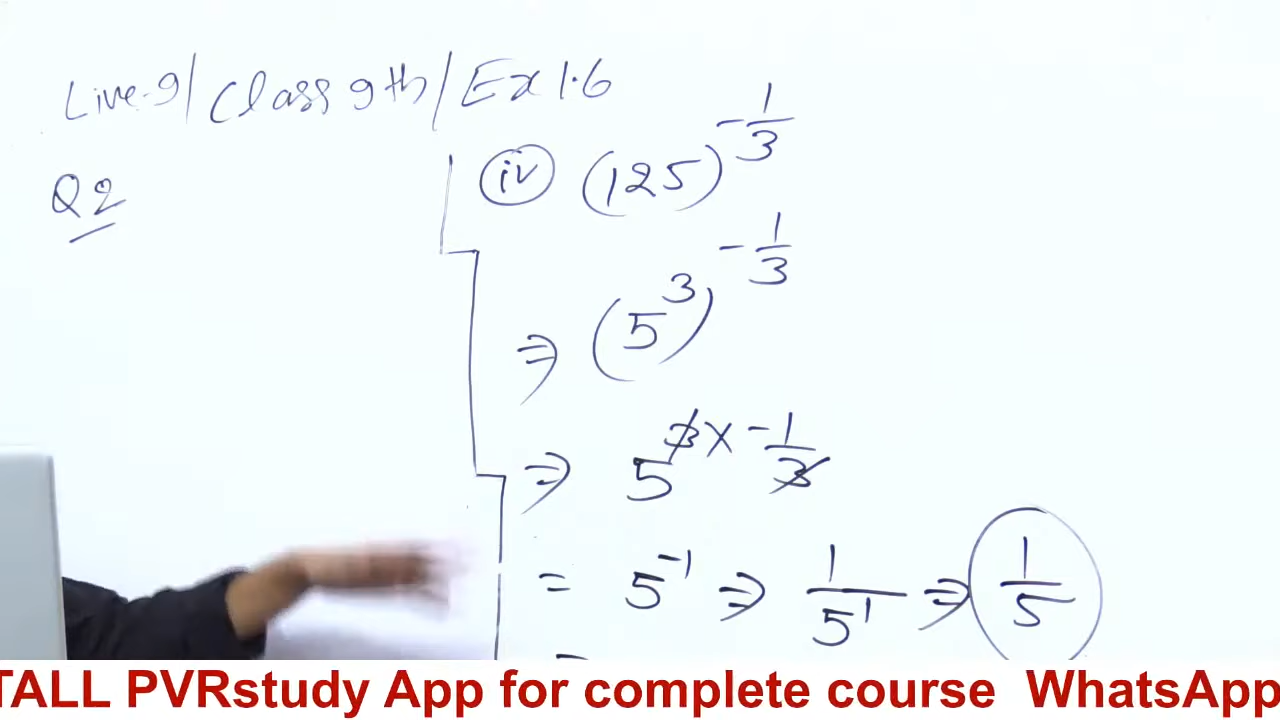 Live-9/Class 9th/Ex 1.6
Q2
(iv) (125)^(-1/3)
⇒ (5^3)^(-1/3)
⇒ 5^(3 × -1/3)
= 5^-1 ⇒ 1/5^1 ⇒ 1/5
=
TALL PVRstudy App for complete course WhatsApp